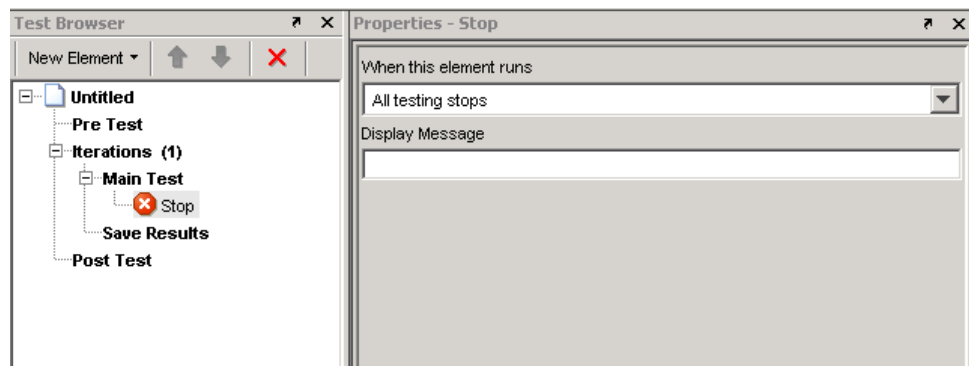 Test Browser
New Element
Untitled
Pre Test
Iterations (1)
Main Test
Stop
Save Results
Post Test
Properties - Stop
When this element runs
All testing stops
Display Message